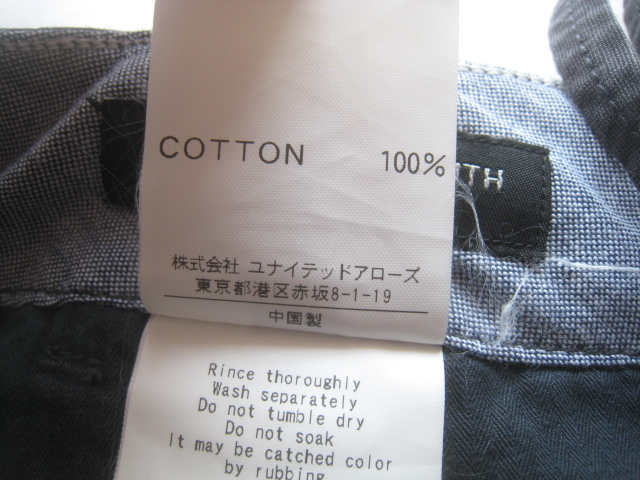 COTTON 100%
株式会社 ユナイテッドアローズ
東京都港区赤坂8-1-19
中国製
Rince thoroughly
Wash separately
Do not tumble dry
Do not soak
It may be catched color
by rubbing